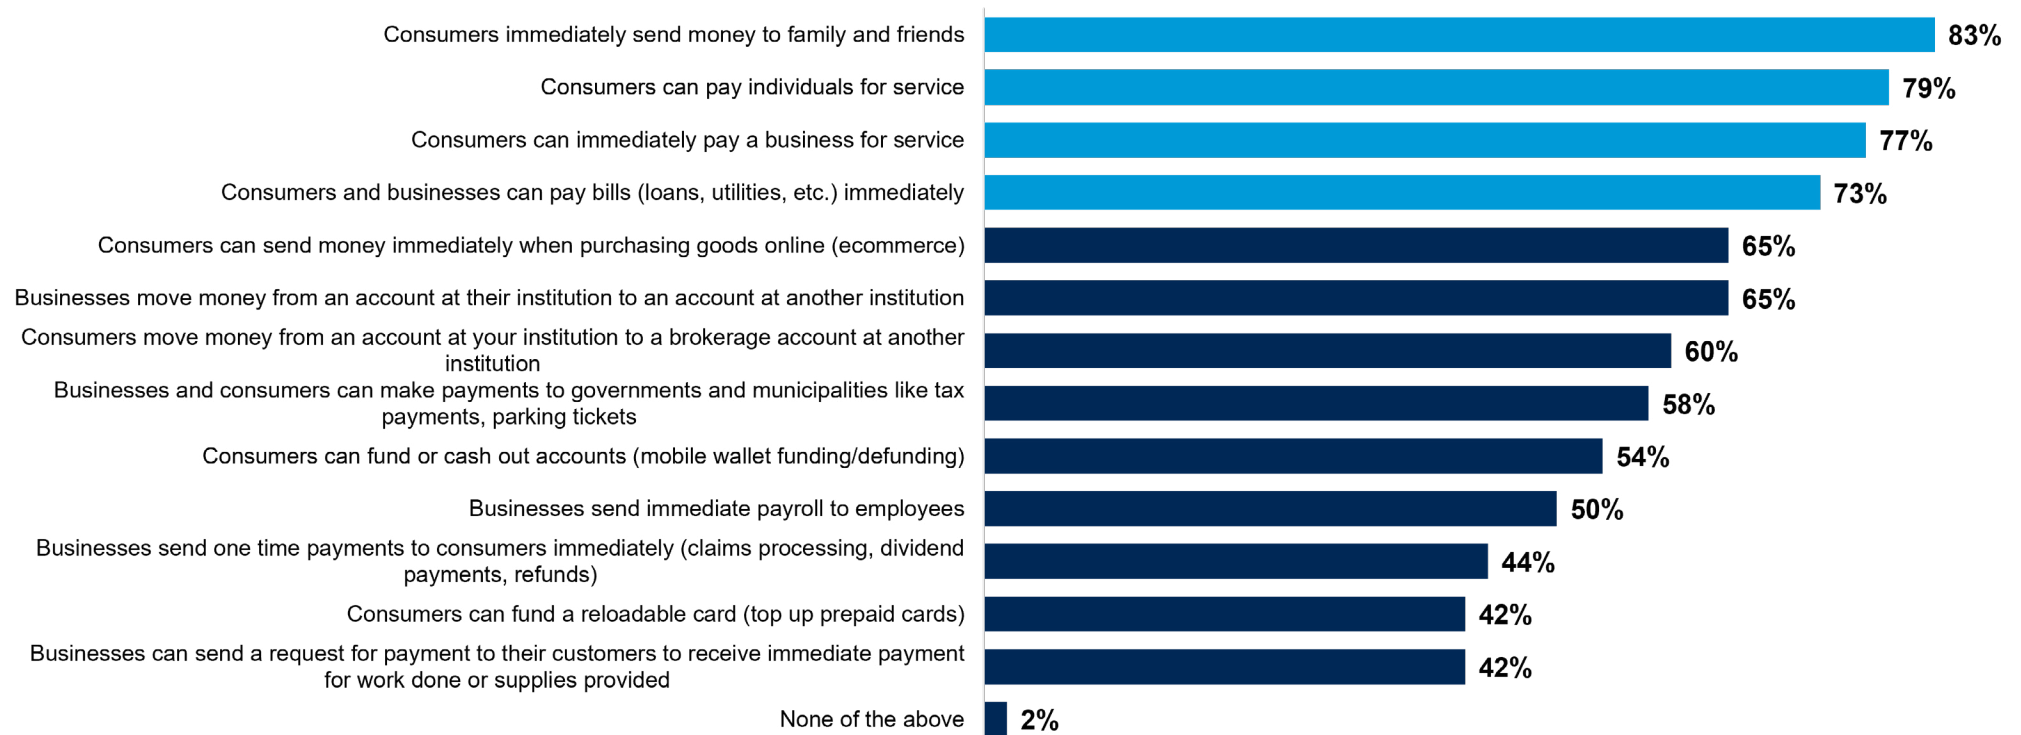 Consumers immediately send money to family and friends 83%
Consumers can pay individuals for service 79%
Consumers can immediately pay a business for service 77%
Consumers and businesses can pay bills (loans, utilities, etc.) immediately 73%
Consumers can send money immediately when purchasing goods online (ecommerce) 65%
Businesses move money from an account at their institution to an account at another institution 65%
Consumers move money from an account at your institution to a brokerage account at another
institution 60%
Businesses and consumers can make payments to governments and municipalities like tax
payments, parking tickets 58%
Consumers can fund or cash out accounts (mobile wallet funding/defunding) 54%
Businesses send immediate payroll to employees 50%
Businesses send one time payments to consumers immediately (claims processing, dividend
payments, refunds) 44%
Consumers can fund a reloadable card (top up prepaid cards) 42%
Businesses can send a request for payment to their customers to receive immediate payment
for work done or supplies provided 42%
None of the above 2%